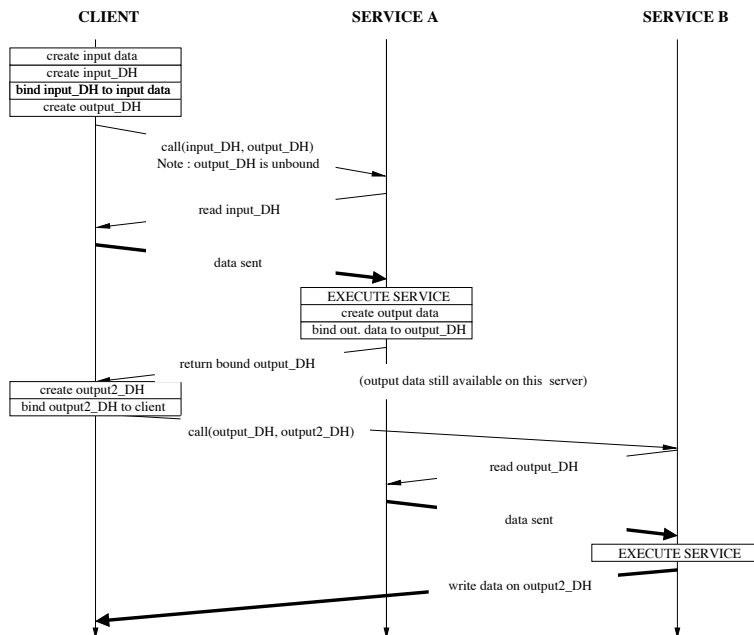 CLIENT
SERVICE A
SERVICE B
create input data
create input_DH
bind input_DH to input data
create output_DH
call(input_DH, output_DH)
Note : output_DH is unbound
read input_DH
data sent
EXECUTE SERVICE
create output data
bind out. data to output_DH
return bound output_DH
(output data still available on this server)
create output2_DH
bind output2_DH to client
call(output_DH, output2_DH)
read output_DH
data sent
EXECUTE SERVICE
write data on output2_DH